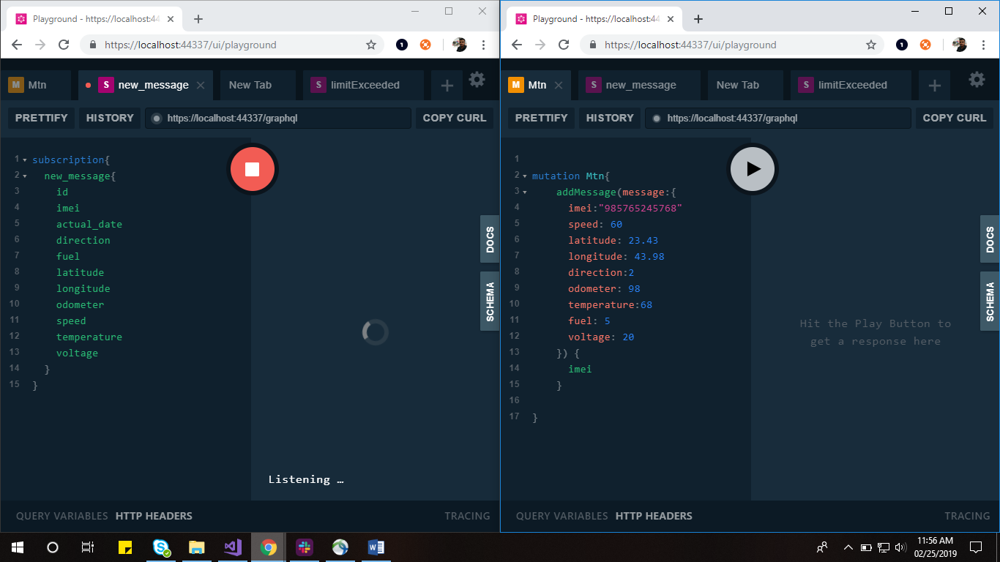 Playground - https://localhost:44
https://localhost:44337/ui/playground
1
M Mtn
S new_message
New Tab
S limitExceeded
PRETTIFY
HISTORY
https://localhost:44337/graphql
COPY CURL
1 subscription{
2 new_message{
3 id
4 imei
5 actual_date
6 direction
7 fuel
8 latitude
9 longitude
10 odometer
11 speed
12 temperature
13 voltage
14 }
15 }
DOCS
SCHEMA
Listening …
QUERY VARIABLES
HTTP HEADERS
TRACING
Playground - https://localhost:44
https://localhost:44337/ui/playground
1
M Mtn
S new_message
New Tab
S limitExceeded
PRETTIFY
HISTORY
https://localhost:44337/graphql
COPY CURL
1
2 mutation Mtn{
3 addMessage(message:{
4 imei:"985765245768"
5 speed: 60
6 latitude: 23.43
7 longitude: 43.98
8 direction:2
9 odometer: 98
10 temperature:68
11 fuel: 5
12 voltage: 20
13 }) {
14 imei
15 }
16
17 }
Hit the Play Button to
get a response here
DOCS
SCHEMA
QUERY VARIABLES
HTTP HEADERS
TRACING
11:56 AM
02/25/2019